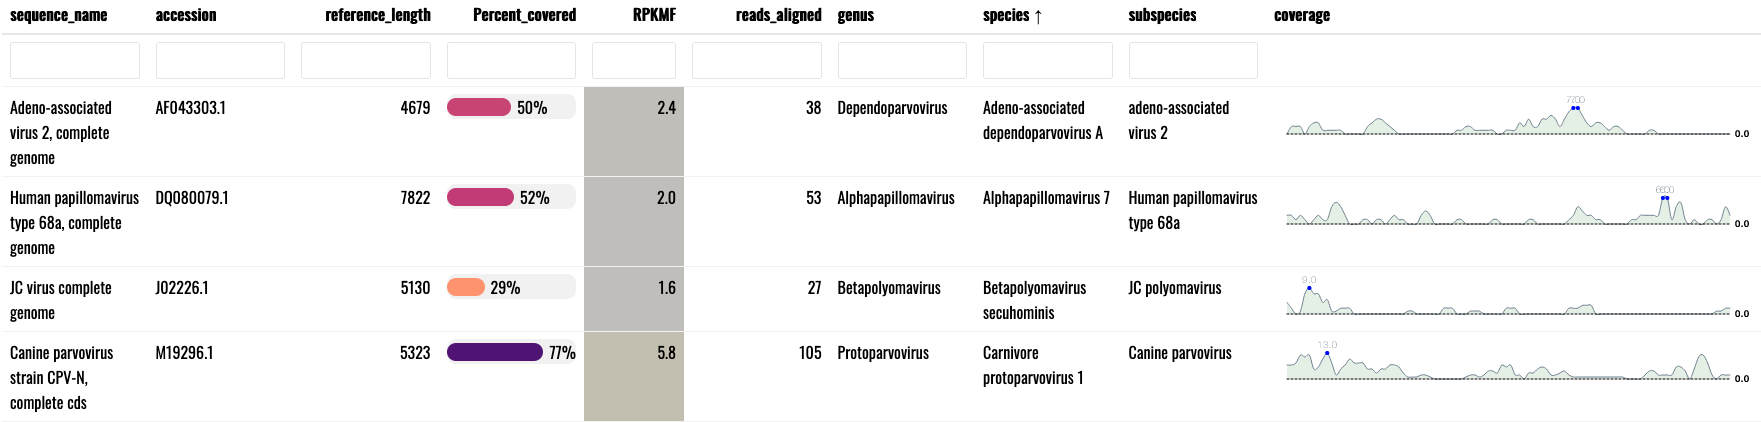 sequence_name accession reference_length Percent_covered RPKMF reads_aligned genus species ↑ subspecies coverage
Adeno-associated AF043303.1 4679 50% 2.4 38 Dependoparvovirus Adeno-associated adeno-associated
virus 2, complete dependoparvovirus A virus 2 0.0
genome
Human papillomavirus DQ080079.1 7822 52% 2.0 53 Alphapapillomavirus Alphapapillomavirus 7 Human papillomavirus
type 68a, complete type 68a 0.0
genome
9.0
JC virus complete J02226.1 5130 29% 1.6 27 Betapolyomavirus Betapolyomavirus JC polyomavirus
genome secuhominis 0.0
13.0
Canine parvovirus M19296.1 5323 77% 5.8 105 Protoparvovirus Carnivore Canine parvovirus
strain CPV-N, protoparvovirus 1 0.0
complete cds